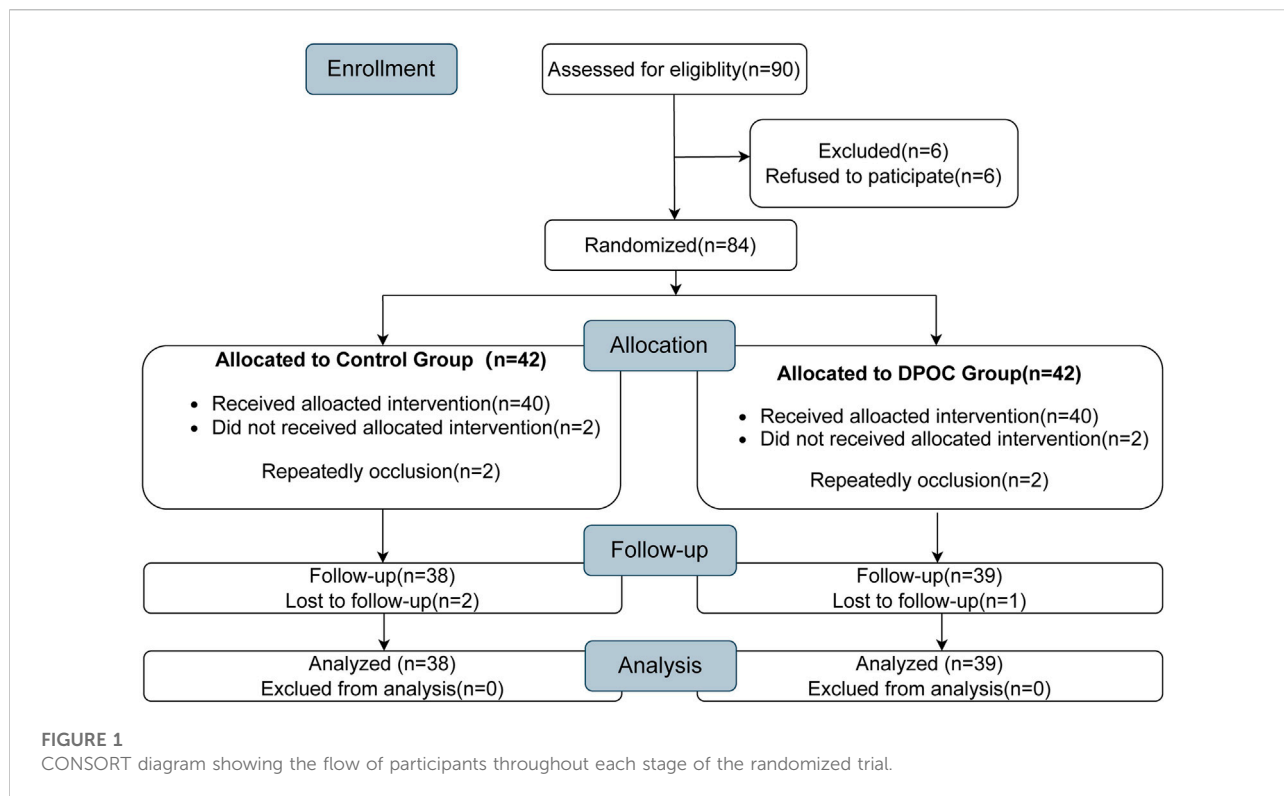 Enrollment
Assessed for eligiblity(n=90)
Excluded(n=6)
Refused to paticipate(n=6)
Randomized(n=84)
Allocation
Allocated to Control Group (n=42)
• Received alloacted intervention(n=40)
• Did not received allocated intervention(n=2)
Repeatedly occlusion(n=2)
Allocated to DPOC Group(n=42)
• Received alloacted intervention(n=40)
• Did not received allocated intervention(n=2)
Repeatedly occlusion(n=2)
Follow-up
Follow-up(n=38)
Lost to follow-up(n=2)
Follow-up(n=39)
Lost to follow-up(n=1)
Analysis
Analyzed (n=38)
Exclued from analysis(n=0)
Analyzed (n=39)
Exclued from analysis(n=0)
FIGURE 1
CONSORT diagram showing the flow of participants throughout each stage of the randomized trial.